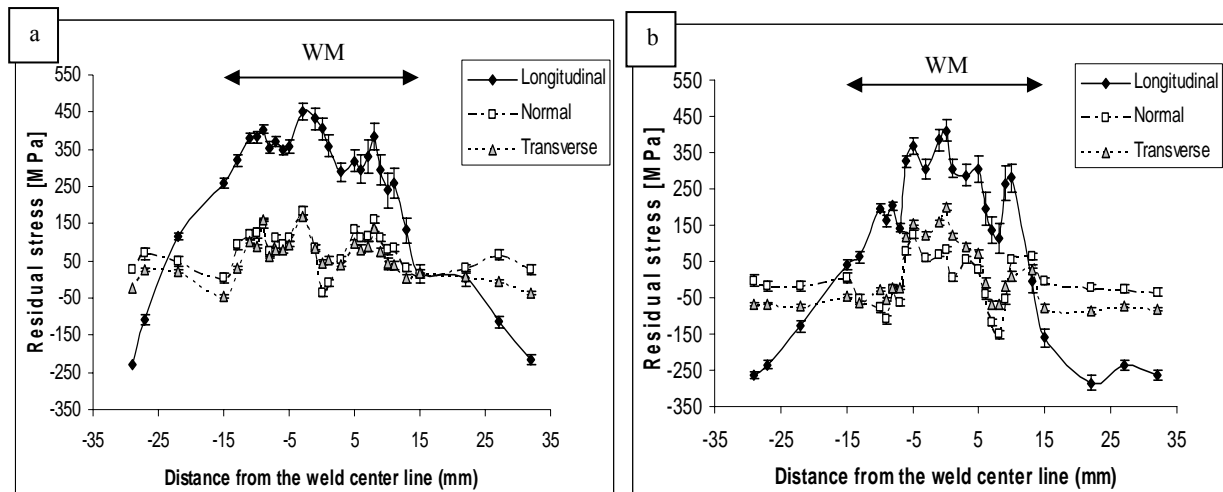 a
WM
Longitudinal
Normal
Transverse
Residual stress [MPa]
550
450
350
250
150
50
-50
-150
-250
-350
-35
-25
-15
-5
5
15
25
35
Distance from the weld center line (mm)
b
WM
Longitudinal
Normal
Transverse
Residual stress [MPa]
550
450
350
250
150
50
-50
-150
-250
-350
-35
-25
-15
-5
5
15
25
35
Distance from the weld center line (mm)